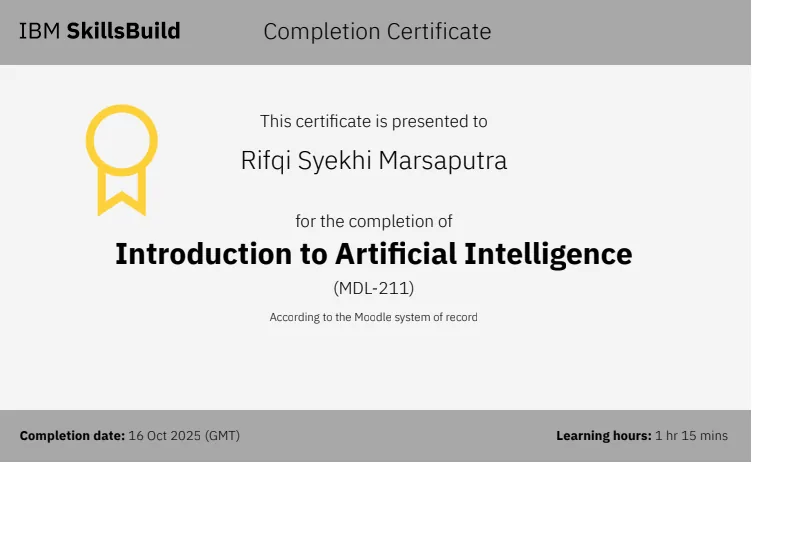 IBM SkillsBuild
Completion Certificate
This certificate is presented to
Rifqi Syekhi Marsaputra
for the completion of
Introduction to Artificial Intelligence
(MDL-211)
According to the Moodle system of record
Completion date: 16 Oct 2025 (GMT)
Learning hours: 1 hr 15 mins